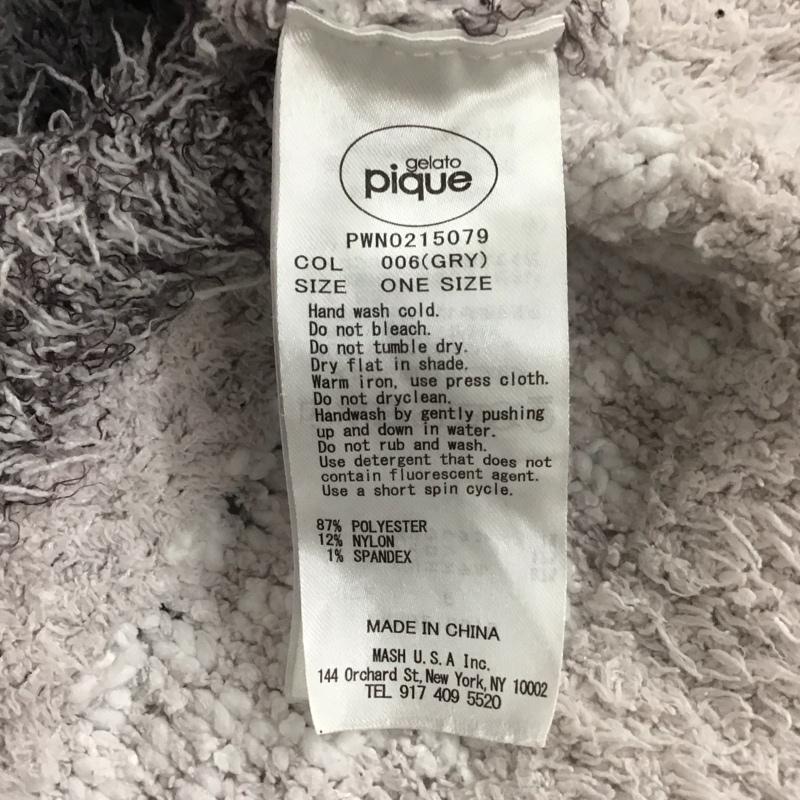 gelato
pique
PWN0215079
COL 006(GRY)
SIZE ONE SIZE
Hand wash cold.
Do not bleach.
Do not tumble dry.
Dry flat in shade.
Warm iron, use press cloth.
Do not dryclean.
Handwash by gently pushing
up and down in water.
Do not rub and wash.
Use detergent that does not
contain fluorescent agent.
Use a short spin cycle.
87% POLYESTER
12% NYLON
1% SPANDEX
MADE IN CHINA
MASH U.S.A Inc.
144 Orchard St, New York, NY 10002
TEL 917 409 5520